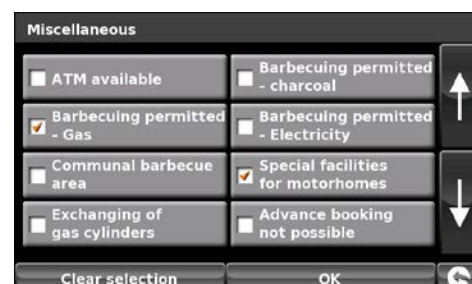 Miscellaneous
ATM available
Barbecuing permitted
- charcoal
Barbecuing permitted
- Gas
Barbecuing permitted
- Electricity
Communal barbecue
area
Special facilities
for motorhomes
Exchanging of
gas cylinders
Advance booking
not possible
Clear selection
OK